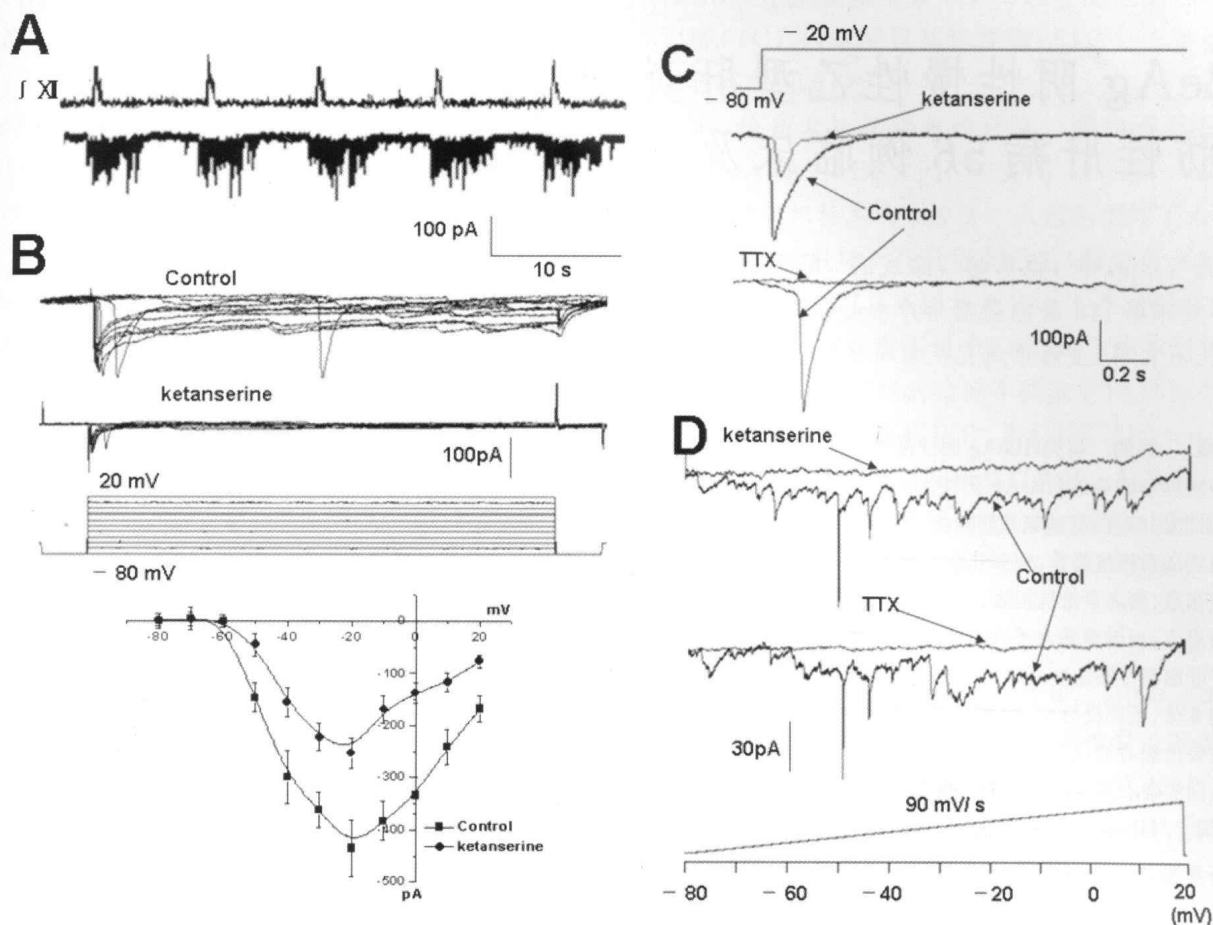 A
∫ XII
100 pA
10 s
B
Control
ketanserine
100pA
20 mV
− 80 mV
mV
-80 -60 -40 -20 0 20
0
-100
-200
-300
-400
-500
pA
Control
ketanserine
C
− 20 mV
− 80 mV
ketanserine
Control
TTX
100pA
0.2 s
D
ketanserine
Control
TTX
30pA
90 mV/ s
− 80 − 60 − 40 − 20 0 20
(mV)